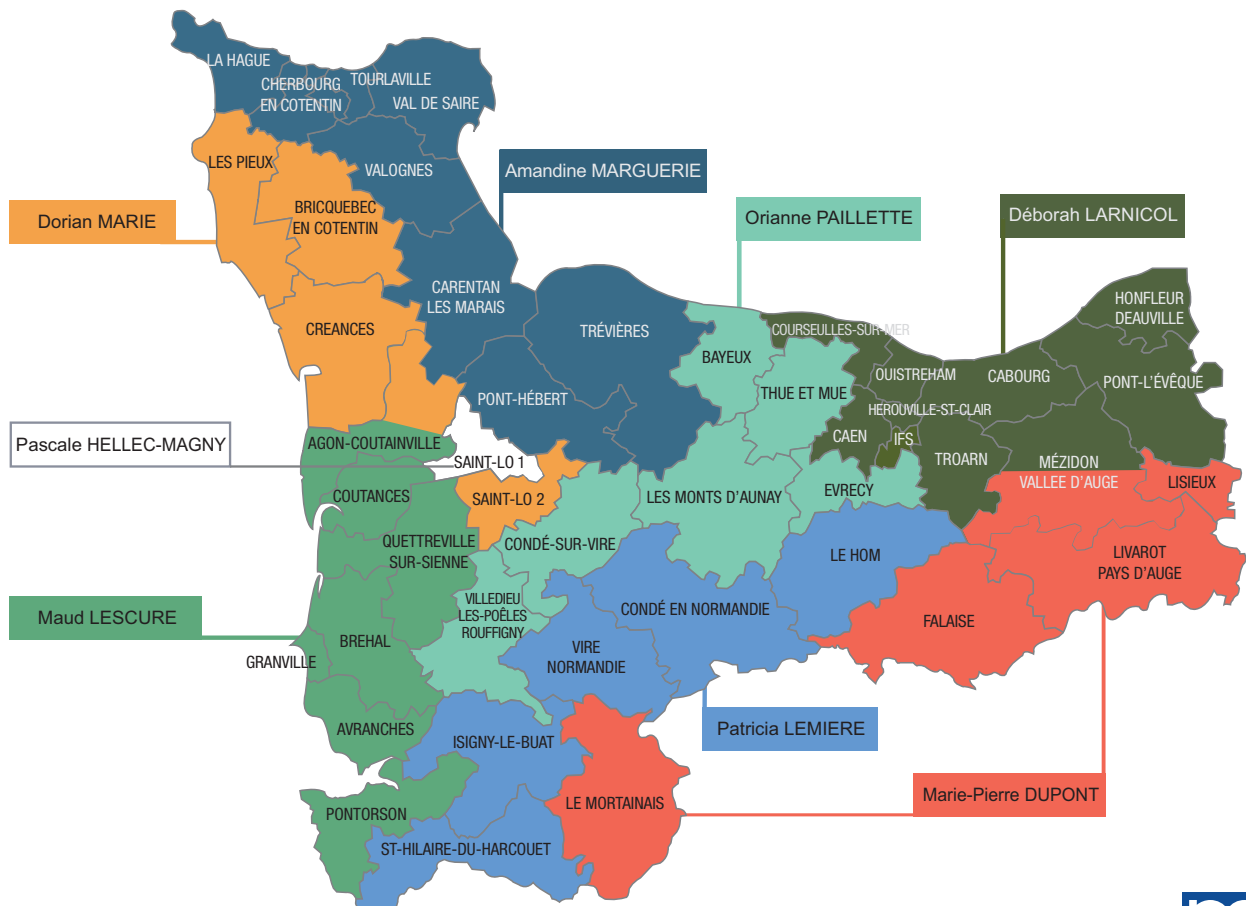 LA HAGUE
CHERBOURG
EN COTENTIN
TOURLAVILLE
VAL DE SAIRE
LES PIEUX
VALOGNES
Amandine MARGUERIE
BRICQUEBEC
EN COTENTIN
Dorian MARIE
Orianne PAILLETTE
Déborah LARNICOL
CARENTAN
LES MARAIS
CREANCES
TRÉVIÈRES
HONFLEUR
DEAUVILLE
COURSEULLES-SUR-MER
BAYEUX
OUISTREHAM
CABOURG
PONT-L'ÉVÊQUE
THUE ET MUE
PONT-HÉBERT
HEROUVILLE-ST-CLAIR
AGON-COUTAINVILLE
CAEN
IFS
Pascale HELLEC-MAGNY
SAINT-LO 1
TROARN
MÉZIDON
VALLEE D'AUGE
LISIEUX
COUTANCES
SAINT-LO 2
LES MONTS D'AUNAY
EVRECY
QUETTREVILLE
SUR-SIENNE
CONDÉ-SUR-VIRE
LE HOM
LIVAROT
PAYS D'AUGE
VILLEDIEU
LES-POÊLES
ROUFFIGNY
CONDÉ EN NORMANDIE
Maud LESCURE
FALAISE
BREHAL
GRANVILLE
VIRE
NORMANDIE
AVRANCHES
ISIGNY-LE-BUAT
Patricia LEMIERE
LE MORTAINAIS
Marie-Pierre DUPONT
PONTORSON
ST-HILAIRE-DU-HARCOUET